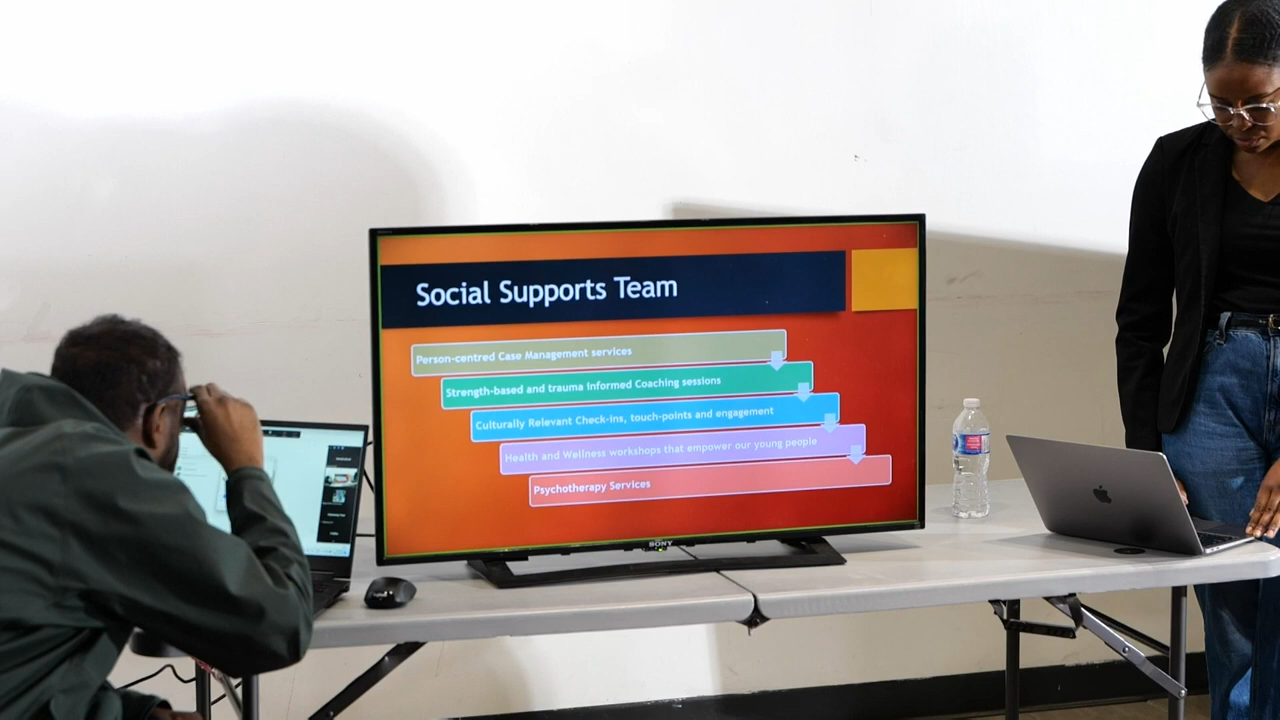 Social Supports Team
Person-centred Case Management services
Strength-based and trauma Informed Coaching sessions
Culturally Relevant Check-ins, touch-points and engagement
Health and Wellness workshops that empower our young people
Psychotherapy Services
SONY